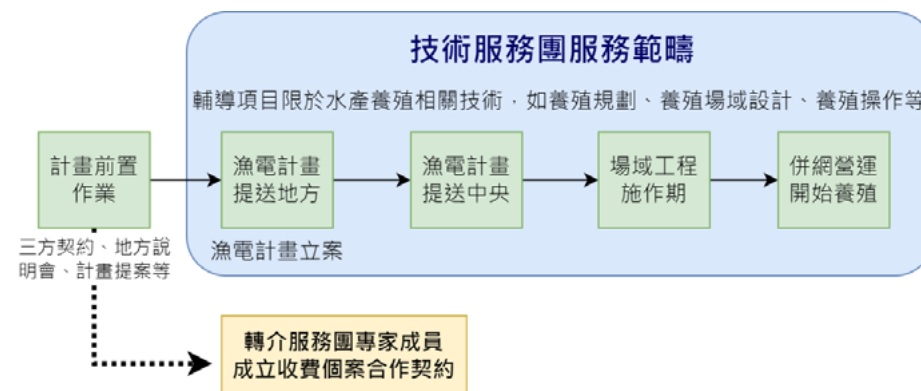 技術服務團服務範疇
輔導項目限於水產養殖相關技術，如養殖規劃、養殖場域設計、養殖操作等
計畫前置
作業
漁電計畫
提送地方
漁電計畫
提送中央
場域工程
施作期
併網營運
開始養殖
三方契約、地方說
明會、計畫提案等
漁電計畫立案
轉介服務團專家成員
成立收費個案合作契約